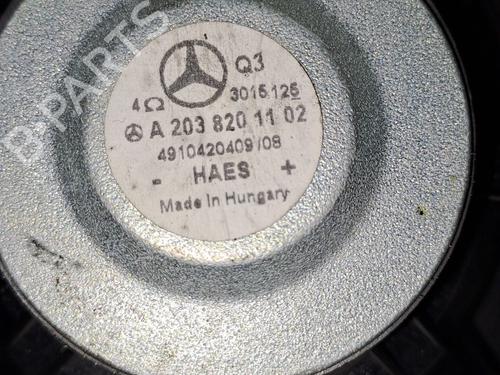 B-PARTS
Q3
4Ω 3015125
A 203 820 11 02
4910420409/08
- HAES +
Made in Hungary